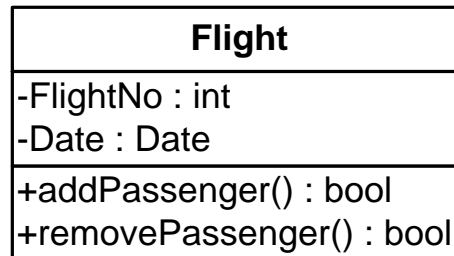 Flight
-FlightNo : int
-Date : Date
+addPassenger() : bool
+removePassenger() : bool